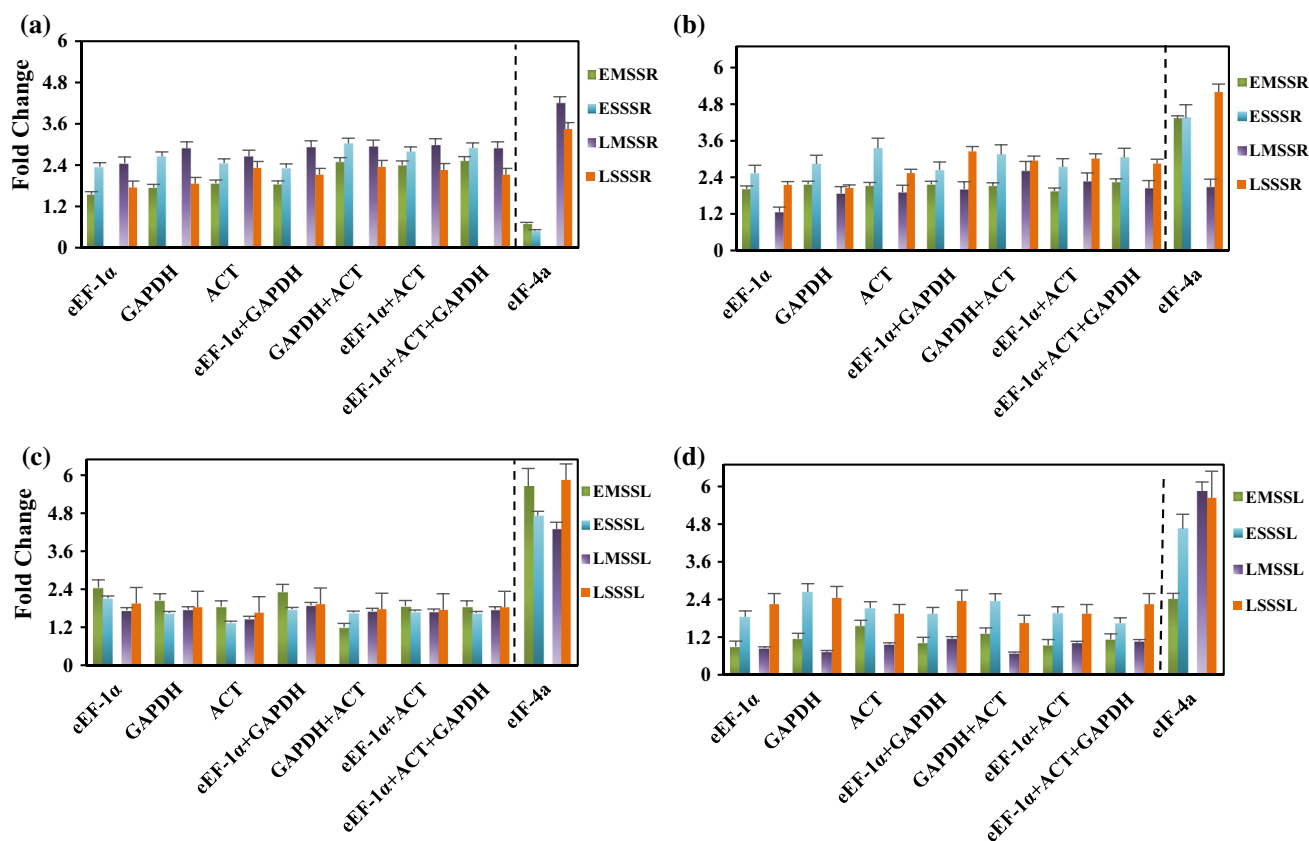 (a)
Fold Change
6
4.8
3.6
2.4
1.2
0
EMSSR
ESSSR
LMSSR
LSSSR
eEF-1α
GAPDH
ACT
eEF-1α+GAPDH
GAPDH+ACT
eEF-1α+ACT
eEF-1α+ACT+GAPDH
eIF-4a
(b)
6
4.8
3.6
2.4
1.2
0
EMSSR
ESSSR
LMSSR
LSSSR
eEF-1α
GAPDH
ACT
eEF-1α+GAPDH
GAPDH+ACT
eEF-1α+ACT
eEF-1α+ACT+GAPDH
eIF-4a
(c)
Fold Change
6
4.8
3.6
2.4
1.2
0
EMSSL
ESSSL
LMSSL
LSSSL
eEF-1α
GAPDH
ACT
eEF-1α+GAPDH
GAPDH+ACT
eEF-1α+ACT
eEF-1α+ACT+GAPDH
eIF-4a
(d)
6
4.8
3.6
2.4
1.2
0
EMSSL
ESSSL
LMSSL
LSSSL
eEF-1α
GAPDH
ACT
eEF-1α+GAPDH
GAPDH+ACT
eEF-1α+ACT
eEF-1α+ACT+GAPDH
eIF-4a